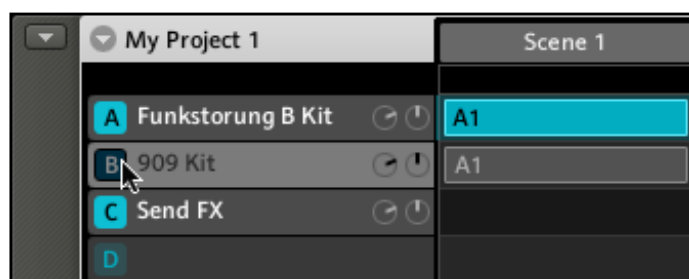 My Project 1 Scene 1
A Funkstorung B Kit A1
B 909 Kit A1
C Send FX
D